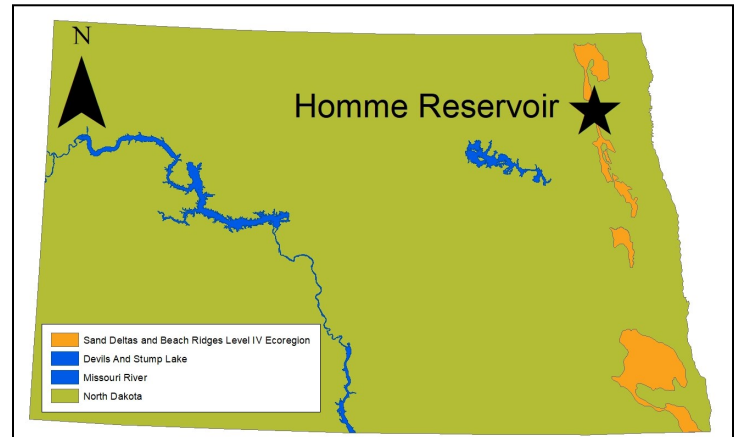 N
Homme Reservoir
Sand Deltas and Beach Ridges Level IV Ecoregion
Devils And Stump Lake
Missouri River
North Dakota